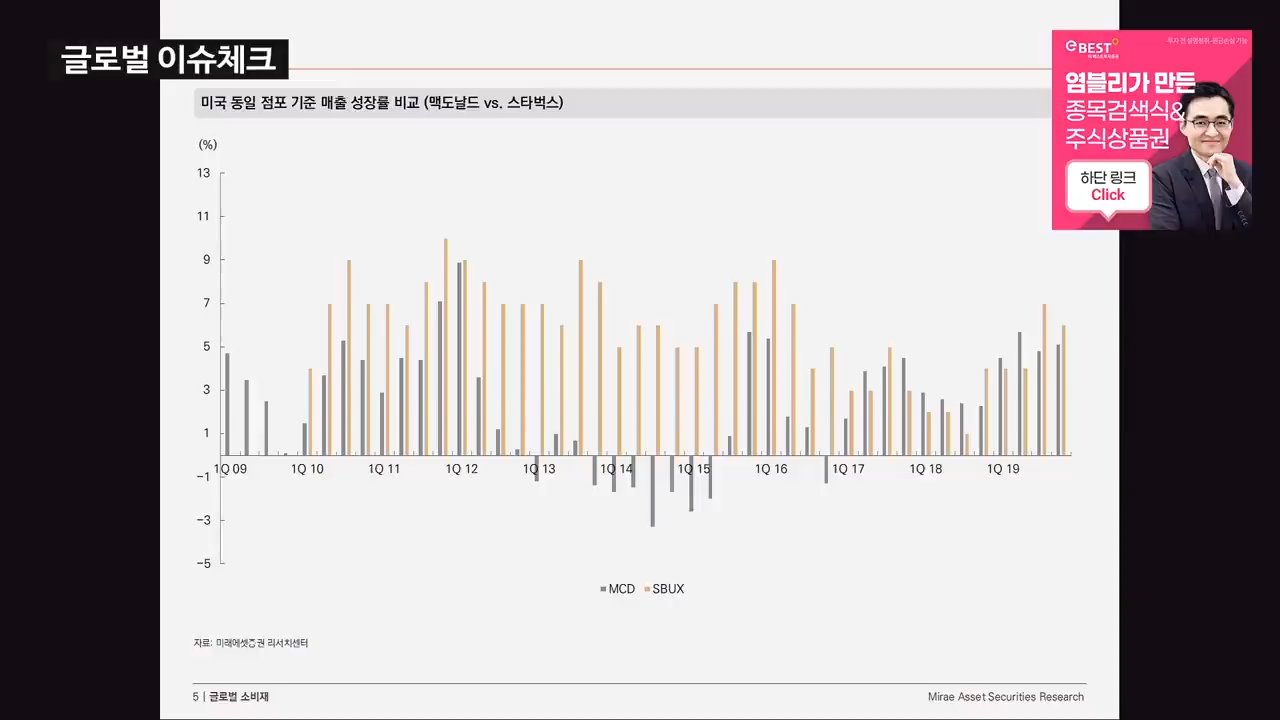 글로벌 이슈체크
미국 동일 점포 기준 매출 성장률 비교 (맥도날드 vs. 스타벅스)
(%)
13
11
9
7
5
3
1
−1
−3
−5
1Q 09 1Q 10 1Q 11 1Q 12 1Q 13 1Q 14 1Q 15 1Q 16 1Q 17 1Q 18 1Q 19
MCD SBUX
자료: 미래에셋증권 리서치센터
5 | 글로벌 소비재
Mirae Asset Securities Research
eBEST
염블리가 만든
종목검색식&
주식상품권
하단 링크
Click